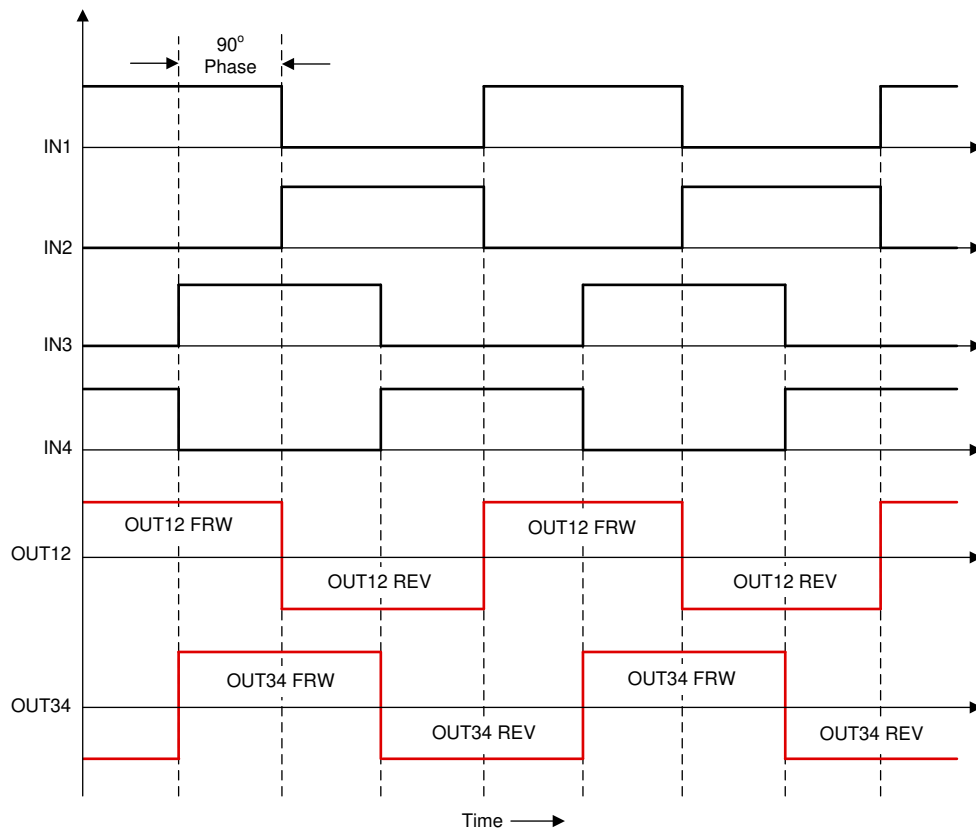 90°
Phase
IN1
IN2
IN3
IN4
OUT12 FRW
OUT12 FRW
OUT12
OUT12 REV
OUT12 REV
OUT34 FRW
OUT34 FRW
OUT34
OUT34 REV
OUT34 REV
Time